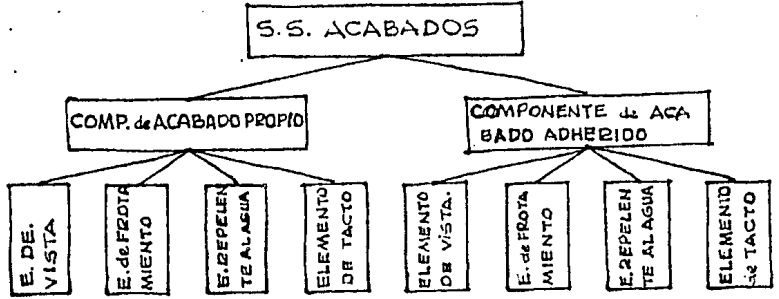 S.S. ACABADOS
COMP. de ACABADO PROPIO
COMPONENTE de ACA
BADO ADHERIDO
E. DE.
VISTA
E. de FROTA
MIENTO
E. REPELEN
TE AL AGUA
ELEMENTO
DE TACTO
ELEMENTO
DE VISTA.
E. de FROTA
MIENTO
E. REPELEN
TE AL AGUA
ELEMENTO
de TACTO